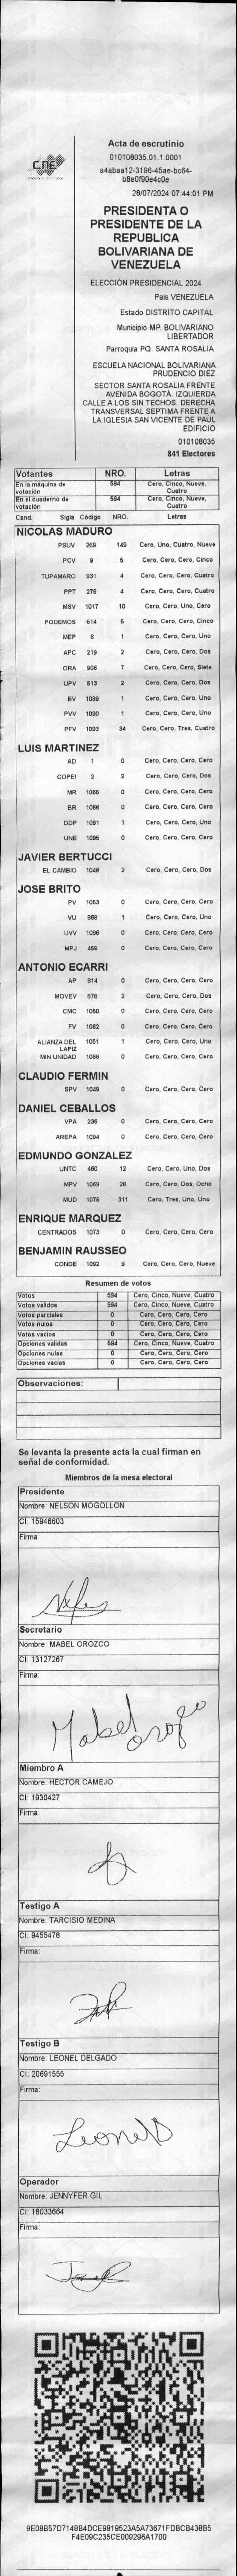 CNE
Acta de escrutinio
010108035.01.1.0001
a4abaa12-3196-45ae-bc64-
b8e0f90e4c0e
28/07/2024 07:44:01 PM
PRESIDENTA O
PRESIDENTE DE LA
REPUBLICA
BOLIVARIANA DE
VENEZUELA
ELECCIÓN PRESIDENCIAL 2024
País VENEZUELA
Estado DISTRITO CAPITAL
Municipio MP. BOLIVARIANO
LIBERTADOR
Parroquia PQ. SANTA ROSALIA
ESCUELA NACIONAL BOLIVARIANA
PRUDENCIO DIEZ
SECTOR SANTA ROSALIA FRENTE
AVENIDA BOGOTÁ. IZQUIERDA
CALLE A LOS SIN TECHOS. DERECHA
TRANSVERSAL SEPTIMA FRENTE A
LA IGLESIA SAN VICENTE DE PAÚL
EDIFICIO
010108035
841 Electores
Votantes NRO. Letras
En la máquina de votación 594 Cero, Cinco, Nueve, Cuatro
En el cuaderno de votación 594 Cero, Cinco, Nueve, Cuatro
Cand. Sigla Código NRO. Letras
NICOLAS MADURO
PSUV 269 149 Cero, Uno, Cuatro, Nueve
PCV 9 5 Cero, Cero, Cero, Cinco
TUPAMARO 931 4 Cero, Cero, Cero, Cuatro
PPT 276 4 Cero, Cero, Cero, Cuatro
MSV 1017 10 Cero, Cero, Uno, Cero
PODEMOS 514 5 Cero, Cero, Cero, Cinco
MEP 6 1 Cero, Cero, Cero, Uno
APC 219 2 Cero, Cero, Cero, Dos
ORA 906 7 Cero, Cero, Cero, Siete
UPV 513 2 Cero, Cero, Cero, Dos
EV 1089 1 Cero, Cero, Cero, Uno
PVV 1090 1 Cero, Cero, Cero, Uno
PFV 1093 34 Cero, Cero, Tres, Cuatro
LUIS MARTINEZ
AD 1 0 Cero, Cero, Cero, Cero
COPEI 2 2 Cero, Cero, Cero, Dos
MR 1065 0 Cero, Cero, Cero, Cero
BR 1066 0 Cero, Cero, Cero, Cero
DDP 1091 1 Cero, Cero, Cero, Uno
UNE 1095 0 Cero, Cero, Cero, Cero
JAVIER BERTUCCI
EL CAMBIO 1048 2 Cero, Cero, Cero, Dos
JOSE BRITO
PV 1053 0 Cero, Cero, Cero, Cero
VU 868 1 Cero, Cero, Cero, Uno
UVV 1096 0 Cero, Cero, Cero, Cero
MPJ 458 0 Cero, Cero, Cero, Cero
ANTONIO ECARRI
AP 814 0 Cero, Cero, Cero, Cero
MOVEV 878 2 Cero, Cero, Cero, Dos
CMC 1050 0 Cero, Cero, Cero, Cero
FV 1062 0 Cero, Cero, Cero, Cero
ALIANZA DEL LAPIZ 1051 1 Cero, Cero, Cero, Uno
MIN UNIDAD 1068 0 Cero, Cero, Cero, Cero
CLAUDIO FERMIN
SPV 1049 0 Cero, Cero, Cero, Cero
DANIEL CEBALLOS
VPA 236 0 Cero, Cero, Cero, Cero
AREPA 1094 0 Cero, Cero, Cero, Cero
EDMUNDO GONZALEZ
UNTC 460 12 Cero, Cero, Uno, Dos
MPV 1069 28 Cero, Cero, Dos, Ocho
MUD 1075 311 Cero, Tres, Uno, Uno
ENRIQUE MARQUEZ
CENTRADOS 1073 0 Cero, Cero, Cero, Cero
BENJAMIN RAUSSEO
CONDE 1092 9 Cero, Cero, Cero, Nueve
Resumen de votos
Votos 594 Cero, Cinco, Nueve, Cuatro
Votos validos 594 Cero, Cinco, Nueve, Cuatro
Votos parciales 0 Cero, Cero, Cero, Cero
Votos nulos 0 Cero, Cero, Cero, Cero
Votos vacios 0 Cero, Cero, Cero, Cero
Opciones validas 594 Cero, Cinco, Nueve, Cuatro
Opciones nulas 0 Cero, Cero, Cero, Cero
Opciones vacias 0 Cero, Cero, Cero, Cero
Observaciones:
Se levanta la presente acta la cual firman en
señal de conformidad.
Miembros de la mesa electoral
Presidente
Nombre: NELSON MOGOLLON
CI: 15948603
Firma:
Secretario
Nombre: MABEL OROZCO
CI: 13127267
Firma:
Mabel
Miembro A
Nombre: HECTOR CAMEJO
CI: 1930427
Firma:
Testigo A
Nombre: TARCISIO MEDINA
CI: 9455478
Firma:
Testigo B
Nombre: LEONEL DELGADO
CI: 20691555
Firma:
Operador
Nombre: JENNYFER GIL
CI: 18033664
Firma:
9E08B57D7148B4DCE9819523A5A73671FDBCB438B5
F4E09C235CE009296A1700